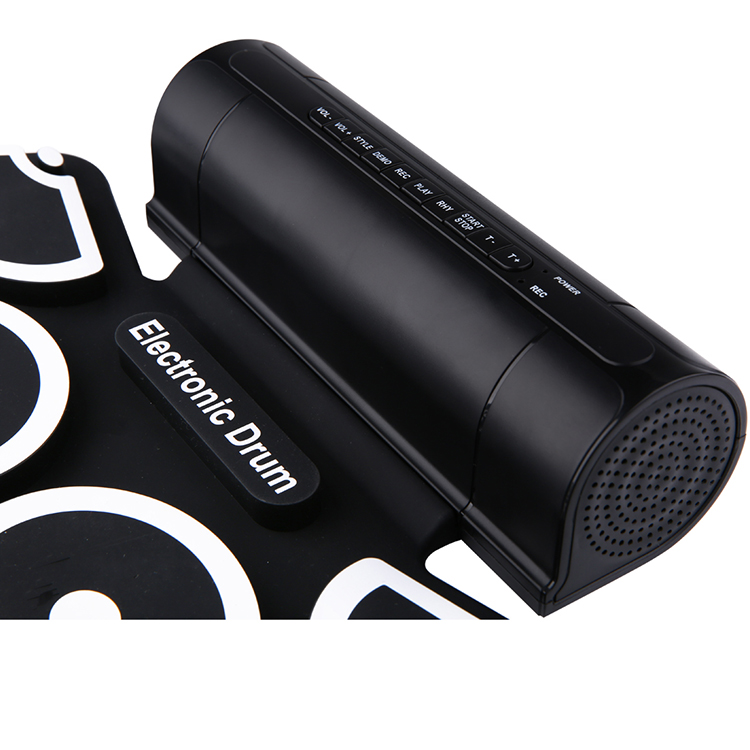 VOL-
VOL+
STYLE
DEMO
REC
PLAY
RHY
START
STOP
T-
T+
POWER
REC
Electronic Drum